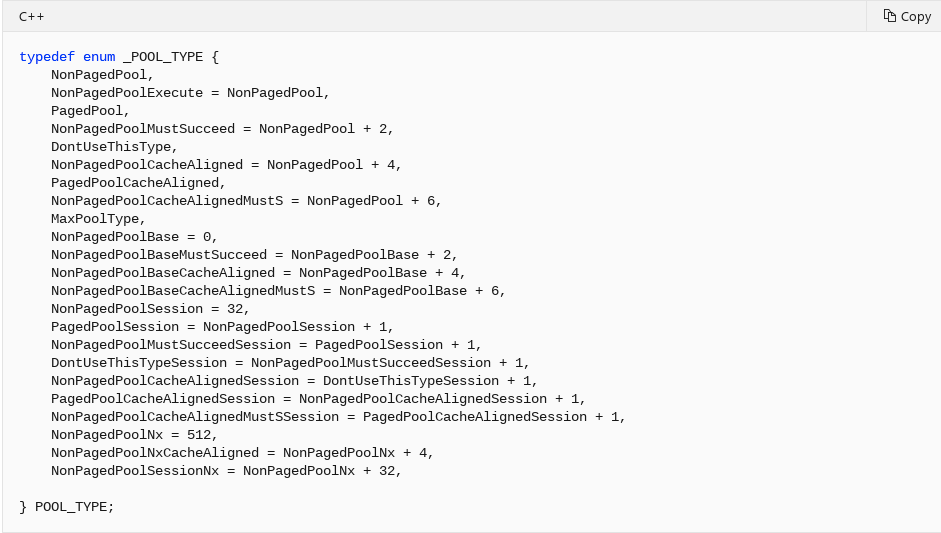 C++
Copy
typedef enum _POOL_TYPE {
    NonPagedPool,
    NonPagedPoolExecute = NonPagedPool,
    PagedPool,
    NonPagedPoolMustSucceed = NonPagedPool + 2,
    DontUseThisType,
    NonPagedPoolCacheAligned = NonPagedPool + 4,
    PagedPoolCacheAligned,
    NonPagedPoolCacheAlignedMustS = NonPagedPool + 6,
    MaxPoolType,
    NonPagedPoolBase = 0,
    NonPagedPoolBaseMustSucceed = NonPagedPoolBase + 2,
    NonPagedPoolBaseCacheAligned = NonPagedPoolBase + 4,
    NonPagedPoolBaseCacheAlignedMustS = NonPagedPoolBase + 6,
    NonPagedPoolSession = 32,
    PagedPoolSession = NonPagedPoolSession + 1,
    NonPagedPoolMustSucceedSession = PagedPoolSession + 1,
    DontUseThisTypeSession = NonPagedPoolMustSucceedSession + 1,
    NonPagedPoolCacheAlignedSession = DontUseThisTypeSession + 1,
    PagedPoolCacheAlignedSession = NonPagedPoolCacheAlignedSession + 1,
    NonPagedPoolCacheAlignedMustSSession = PagedPoolCacheAlignedSession + 1,
    NonPagedPoolNx = 512,
    NonPagedPoolNxCacheAligned = NonPagedPoolNx + 4,
    NonPagedPoolSessionNx = NonPagedPoolNx + 32,
} POOL_TYPE;